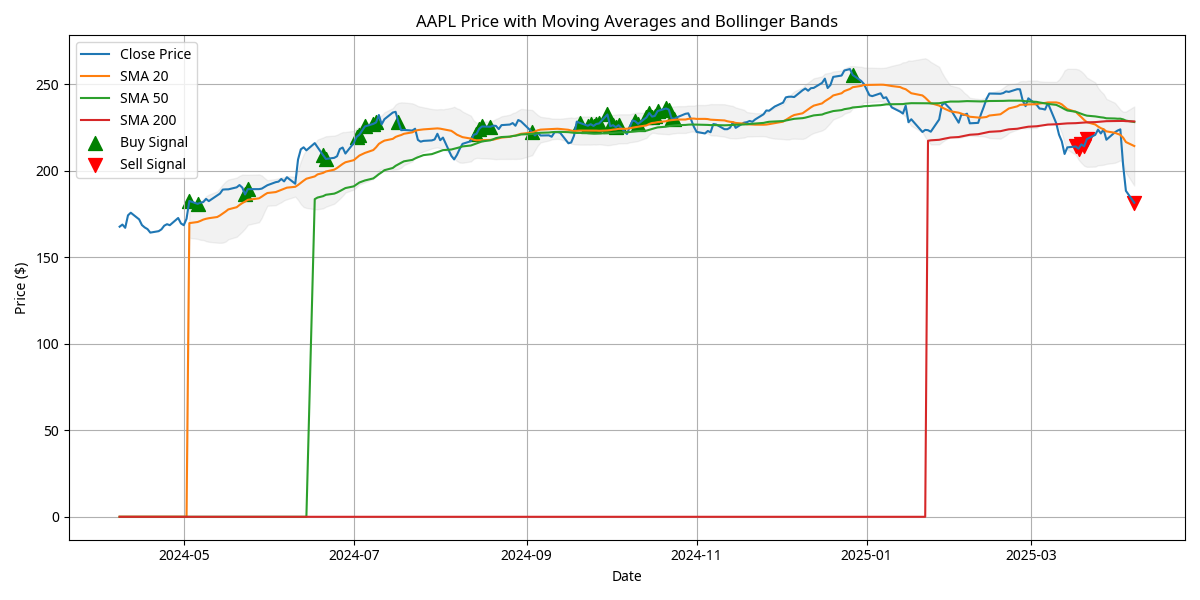 AAPL Price with Moving Averages and Bollinger Bands
Close Price
SMA 20
SMA 50
SMA 200
Buy Signal
Sell Signal
Price ($)
250
200
150
100
50
0
2024-05 2024-07 2024-09 2024-11 2025-01 2025-03
Date